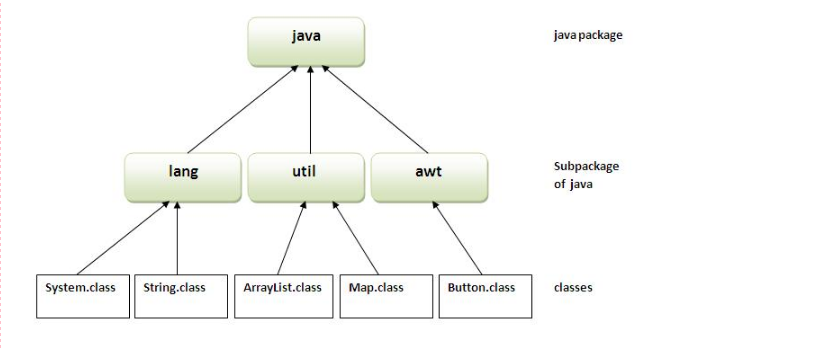 java
java package
lang
util
awt
Subpackage
of java
System.class
String.class
ArrayList.class
Map.class
Button.class
classes